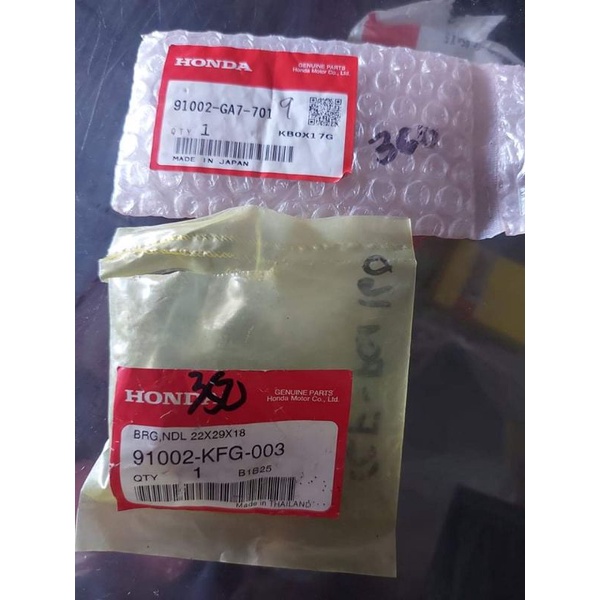 HONDA
GENUINE PARTS
Honda Motor Co., Ltd.
91002-GA7-701 9
QTY 1
KB0X17G
MADE IN JAPAN
360
HOND
350
GENUINE PARTS
Honda Motor Co., Ltd.
BRG,NDL 22X29X18
91002-KFG-003
QTY 1 B1B25
Made in THAILAND